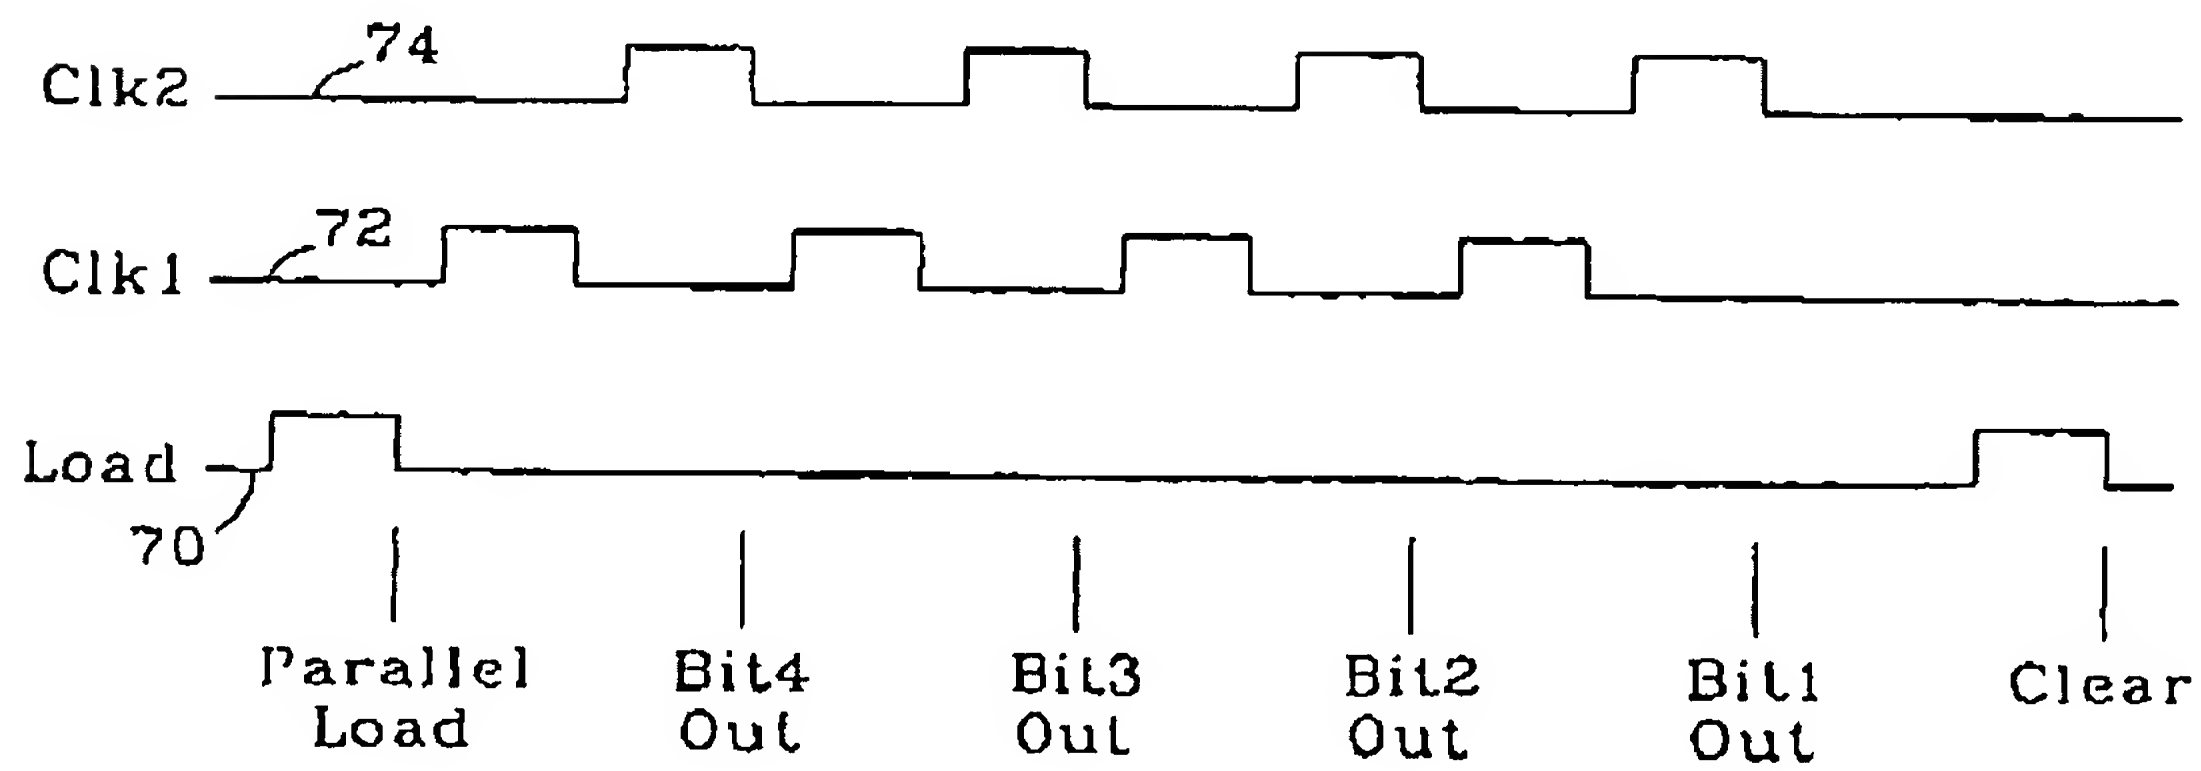 74
Clk2
72
Clk1
Load
70
Parallel
Load
Bit4
Out
Bit3
Out
Bit2
Out
Bit1
Out
Clear